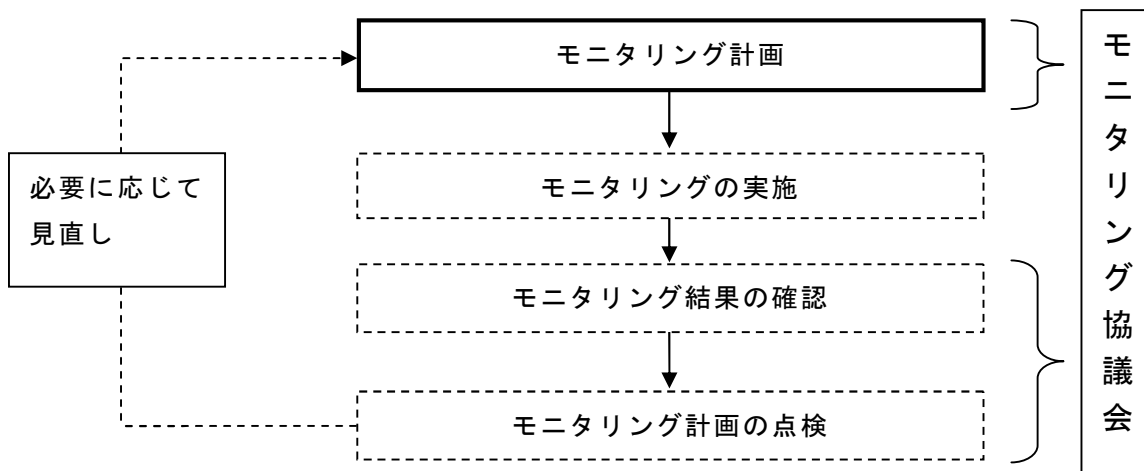 モニタリング計画
モニタリングの実施
モニタリング結果の確認
モニタリング計画の点検
必要に応じて
見直し
モニタリング協議会